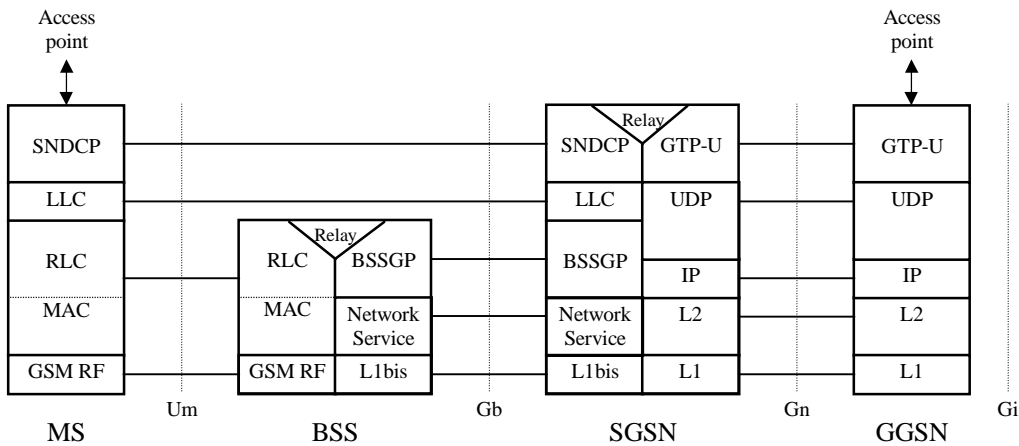 Access
point
Access
point
Relay
SNDCP
SNDCP
GTP-U
GTP-U
LLC
LLC
UDP
UDP
Relay
RLC
RLC
BSSGP
BSSGP
IP
IP
MAC
MAC
Network
Service
Network
Service
L2
L2
GSM RF
GSM RF
L1bis
L1bis
L1
L1
Um
Gb
Gn
Gi
MS
BSS
SGSN
GGSN